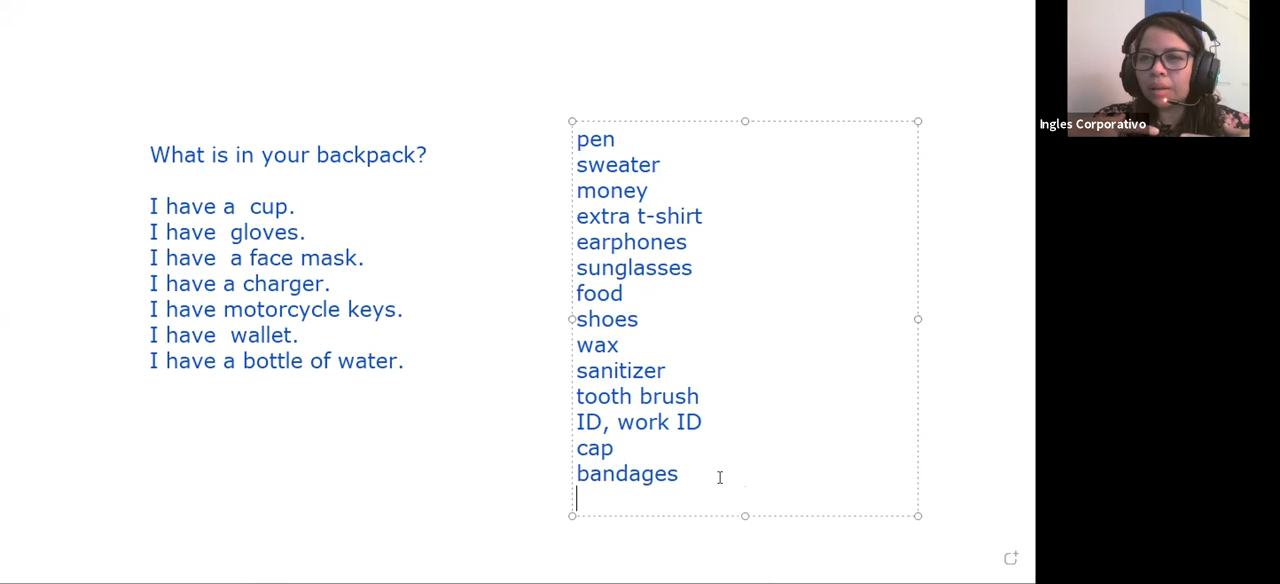 What is in your backpack?
I have a  cup.
I have  gloves.
I have  a face mask.
I have a charger.
I have motorcycle keys.
I have  wallet.
I have a bottle of water.
pen
sweater
money
extra t-shirt
earphones
sunglasses
food
shoes
wax
sanitizer
tooth brush
ID, work ID
cap
bandages
Ingles Corporativo